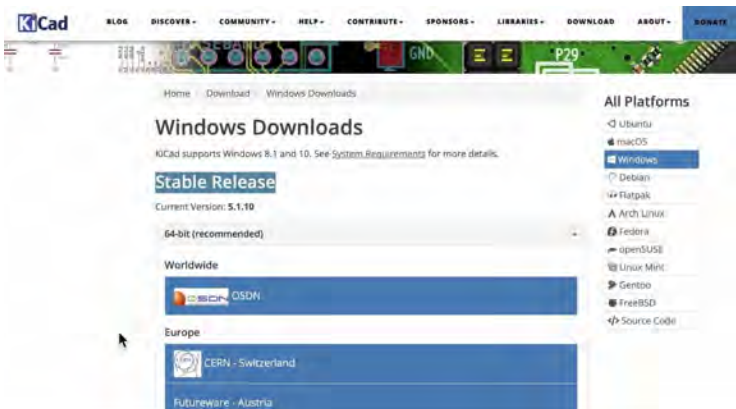 KiCad
BLOG DISCOVER COMMUNITY HELP CONTRIBUTE SPONSORS LIBRARIES DOWNLOAD ABOUT DONATE
GND P29
Home Download Windows Downloads
Windows Downloads
KiCad supports Windows 8.1 and 10. See System Requirements for more details.
Stable Release
Current Version: 5.1.10
64-bit (recommended)
Worldwide
OSDN OSDN
Europe
CERN - Switzerland
Futureware - Austria
All Platforms
Ubuntu
macOS
Windows
Debian
Flatpak
Arch Linux
Fedora
openSUSE
Linux Mint
Gentoo
FreeBSD
Source Code